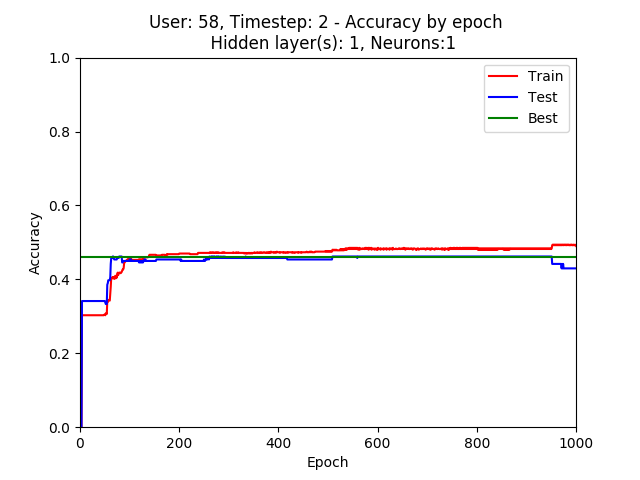 User: 58, Timestep: 2 - Accuracy by epoch
Hidden layer(s): 1, Neurons:1
Train
Test
Best
1.0
0.8
0.6
0.4
0.2
0.0
Accuracy
0
200
400
600
800
1000
Epoch